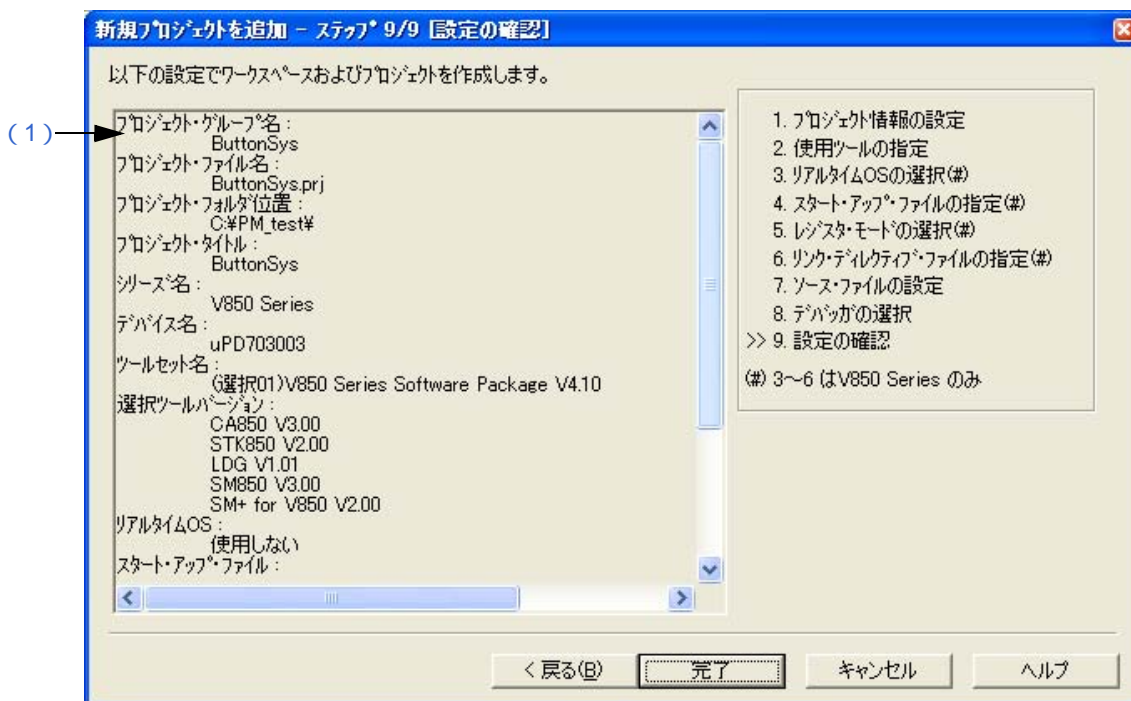 新規プロジェクトを追加 - ステップ 9/9 [設定の確認]
以下の設定でワークスペースおよびプロジェクトを作成します。
(1)
プロジェクト・グループ名 :
ButtonSys
プロジェクト・ファイル名 :
ButtonSys.prj
プロジェクト・フォルダ位置 :
C:¥PM_test¥
プロジェクト・タイトル :
ButtonSys
シリーズ名 :
V850 Series
デバイス名 :
uPD703003
ツールセット名 :
(選択01)V850 Series Software Package V4.10
選択ツールバージョン :
CA850 V3.00
STK850 V2.00
LDG V1.01
SM850 V3.00
SM+ for V850 V2.00
リアルタイムOS :
使用しない
スタート・アップ・ファイル :
1. プロジェクト情報の設定
2. 使用ツールの指定
3. リアルタイムOSの選択(#)
4. スタート・アップ・ファイルの指定(#)
5. レジスタ・モードの選択(#)
6. リンク・ディレクティブ・ファイルの指定(#)
7. ソース・ファイルの設定
8. デバッガの選択
>> 9. 設定の確認
(#) 3～6 はV850 Series のみ
< 戻る(B)
完了
キャンセル
ヘルプ